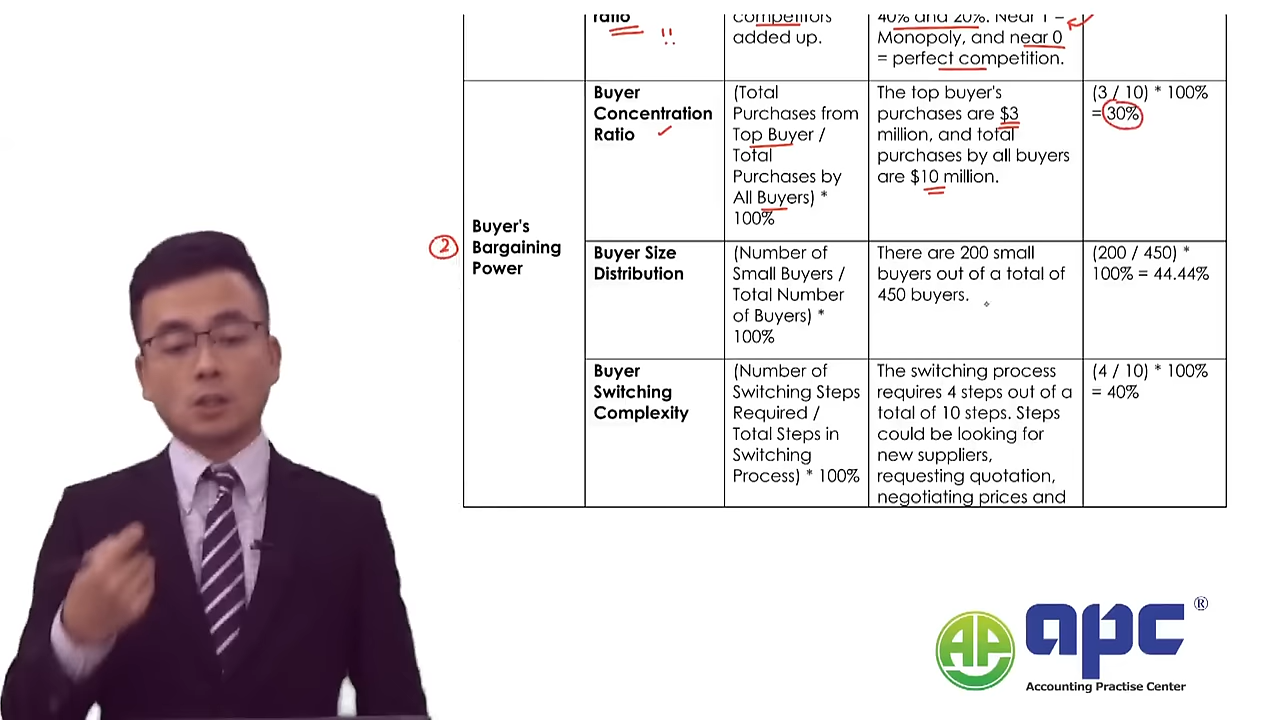 ratio
!!
competitors
added up.
40% and 20%. Near 1 –
Monopoly, and near 0
= perfect competition.
Buyer
Concentration
Ratio
(Total
Purchases from
Top Buyer /
Total
Purchases by
All Buyers) *
100%
The top buyer's
purchases are $3
million, and total
purchases by all buyers
are $10 million.
(3 / 10) * 100%
= 30%
2
Buyer's
Bargaining
Power
Buyer Size
Distribution
(Number of
Small Buyers /
Total Number
of Buyers) *
100%
There are 200 small
buyers out of a total of
450 buyers.
(200 / 450) *
100% = 44.44%
Buyer
Switching
Complexity
(Number of
Switching Steps
Required /
Total Steps in
Switching
Process) * 100%
The switching process
requires 4 steps out of a
total of 10 steps. Steps
could be looking for
new suppliers,
requesting quotation,
negotiating prices and
(4 / 10) * 100%
= 40%
AP
apc ®
Accounting Practise Center